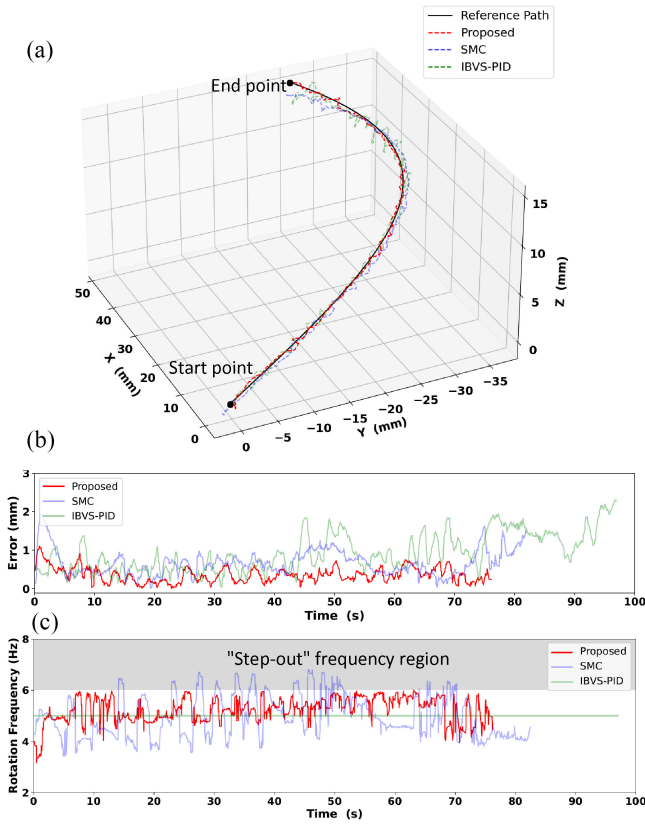 (a)
Reference Path
Proposed
SMC
IBVS-PID
End point
Start point
50
40
30
20
10
0
X (mm)
0
−5
−10
−15
−20
−25
−30
−35
Y (mm)
15
10
5
0
Z (mm)
(b)
3
2
1
0
Error (mm)
Proposed
SMC
IBVS-PID
0 10 20 30 40 50 60 70 80 90 100
Time (s)
(c)
8
6
4
2
Rotation Frequency (Hz)
"Step-out" frequency region
Proposed
SMC
IBVS-PID
0 10 20 30 40 50 60 70 80 90 100
Time (s)